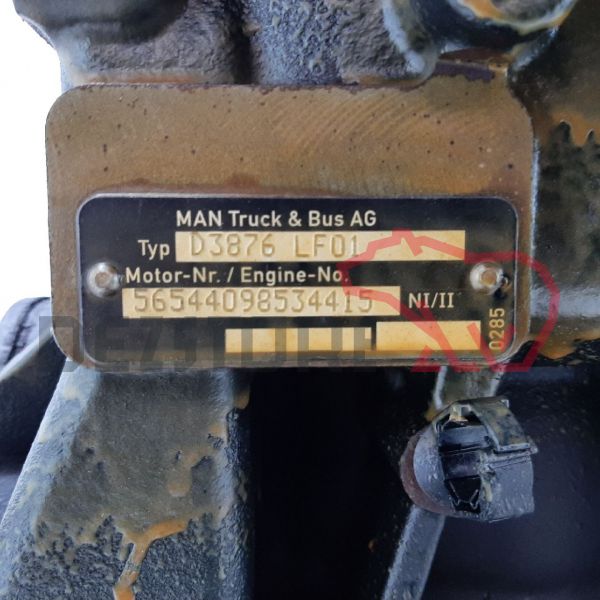 MAN Truck & Bus AG
Typ D3876 LF01
Motor-Nr. / Engine-No.
56544098534415 NI/II
0285